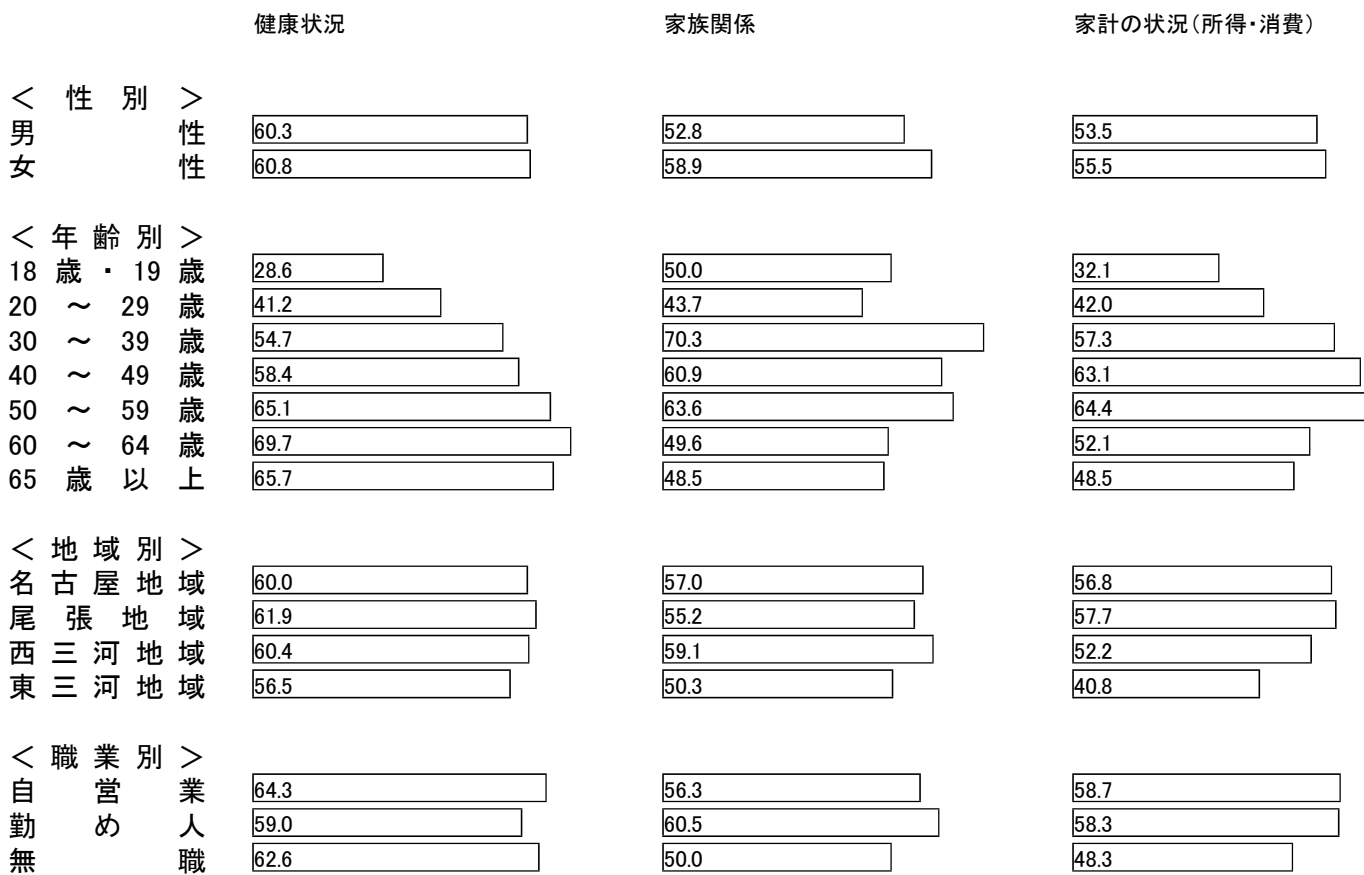 健康状況 家族関係 家計の状況(所得・消費)
＜ 性 別 ＞
男 性 60.3 52.8 53.5
女 性 60.8 58.9 55.5
＜ 年 齢 別 ＞
18 歳 ・ 19 歳 28.6 50.0 32.1
20 ～ 29 歳 41.2 43.7 42.0
30 ～ 39 歳 54.7 70.3 57.3
40 ～ 49 歳 58.4 60.9 63.1
50 ～ 59 歳 65.1 63.6 64.4
60 ～ 64 歳 69.7 49.6 52.1
65 歳 以 上 65.7 48.5 48.5
＜ 地 域 別 ＞
名 古 屋 地 域 60.0 57.0 56.8
尾 張 地 域 61.9 55.2 57.7
西 三 河 地 域 60.4 59.1 52.2
東 三 河 地 域 56.5 50.3 40.8
＜ 職 業 別 ＞
自 営 業 64.3 56.3 58.7
勤 め 人 59.0 60.5 58.3
無 職 62.6 50.0 48.3